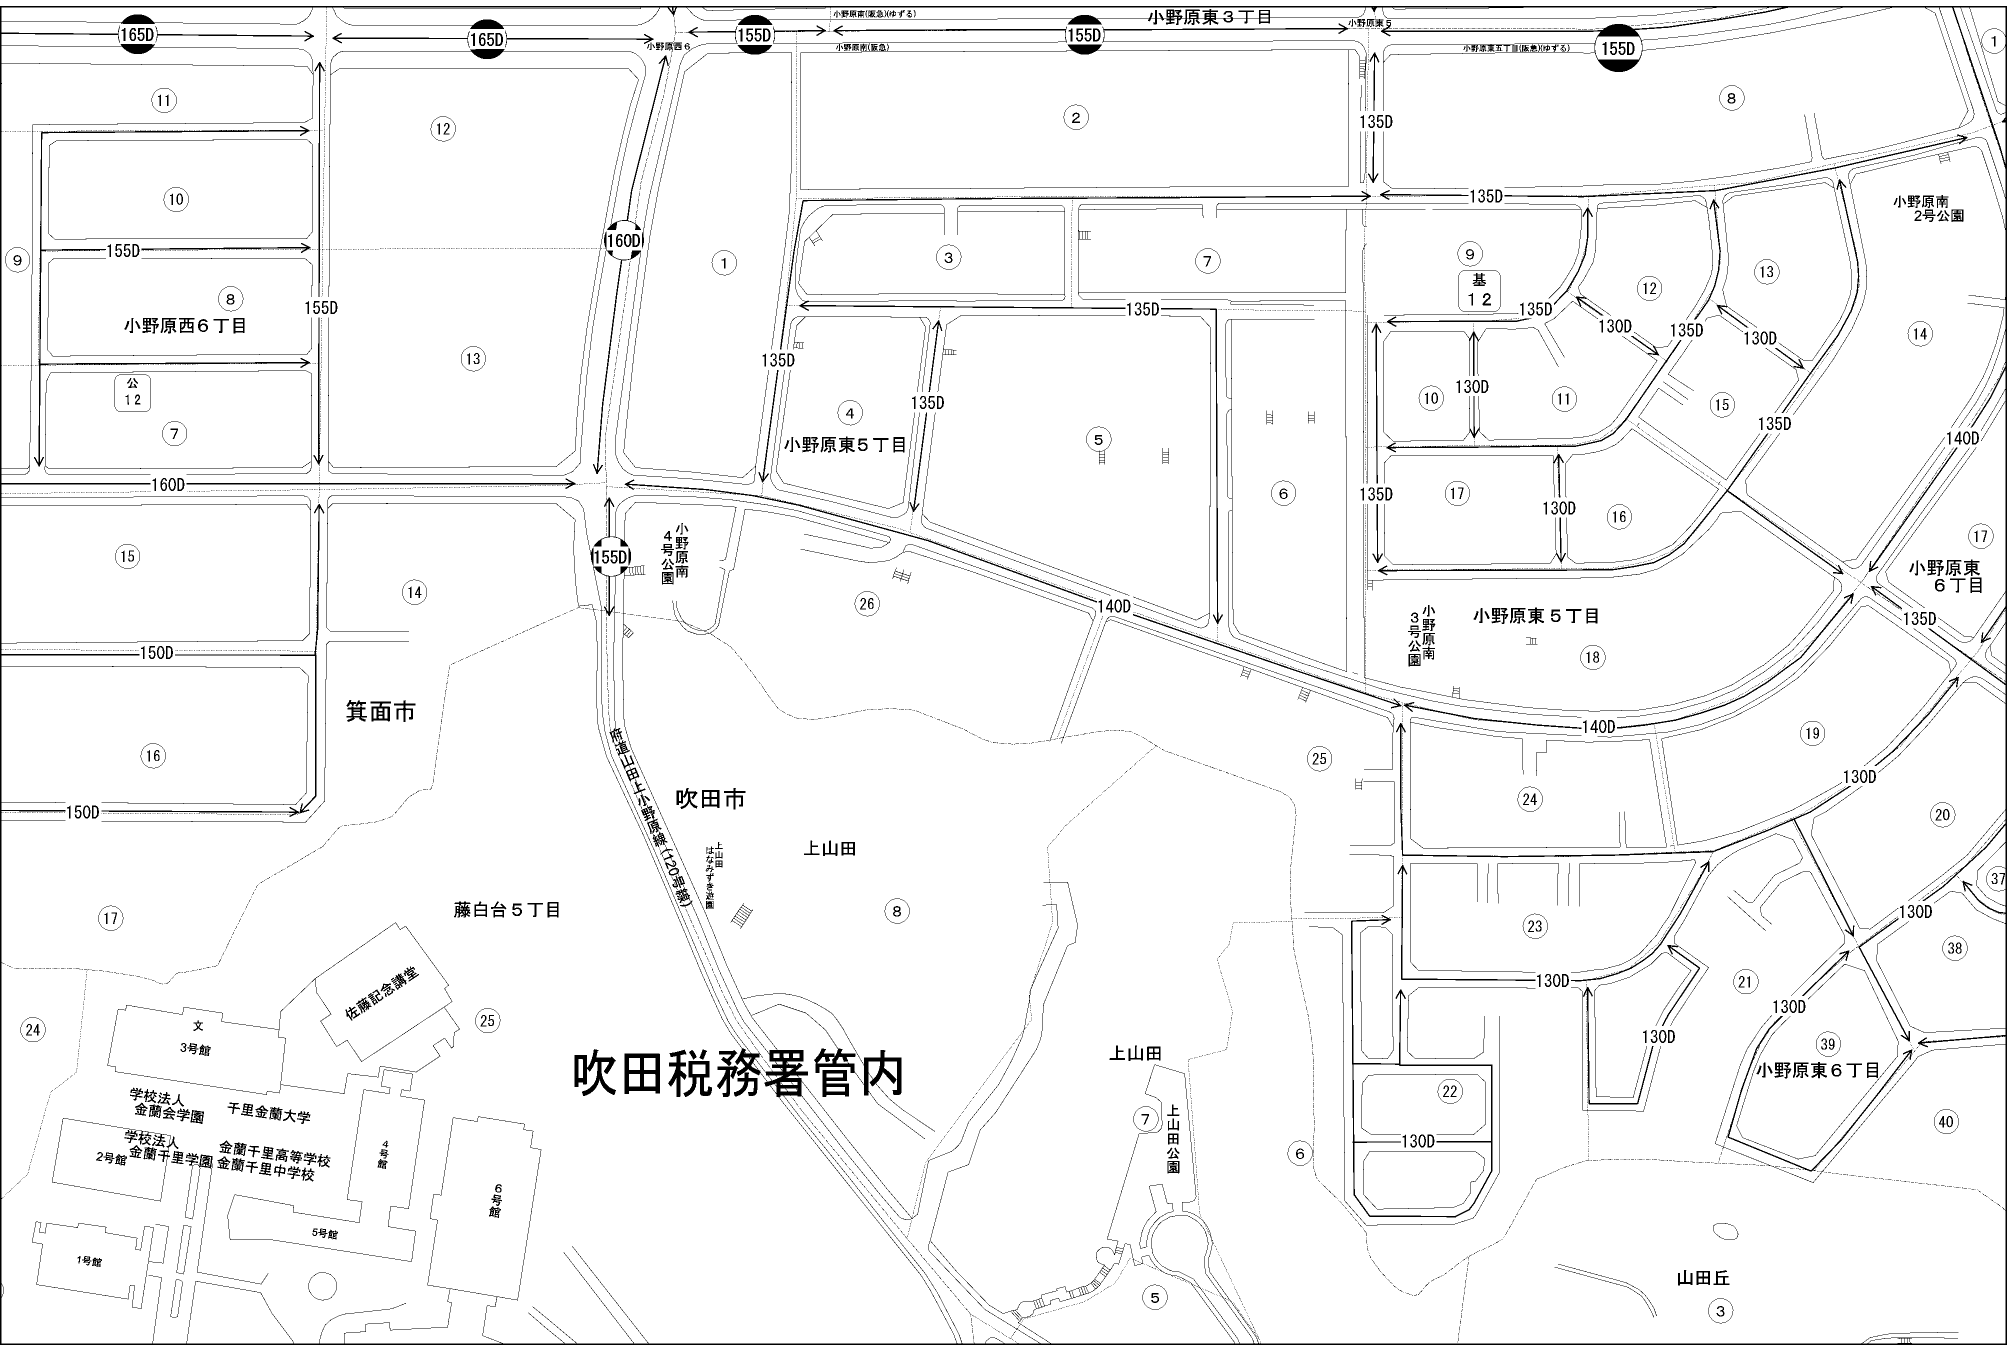 小野原東３丁目
小野原南(阪急)(ゆずる)
小野原南(阪急)
小野原西６
小野原東５
小野原東五丁目(阪急)(ゆずる)
165D
165D
155D
155D
155D
1
11
12
2
8
135D
10
155D
9
8
小野原西６丁目
155D
160D
1
3
7
135D
9
基
１２
12
13
小野原南
２号公園
14
13
公
１２
7
135D
135D
135D
130D
135D
130D
4
小野原東５丁目
135D
5
6
10
130D
11
15
135D
140D
160D
135D
17
130D
16
15
155D
小野原南
４号公園
14
26
140D
小野原南
３号公園
小野原東５丁目
18
17
小野原東
６丁目
135D
150D
箕面市
16
150D
府道山田上小野原線(120号線)
吹田市
上山田
上山田
はなみずき遊園
25
140D
24
19
130D
20
37
藤白台５丁目
17
8
23
130D
38
24
佐藤記念講堂
25
文
3号館
吹田税務署管内
130D
130D
21
130D
39
小野原東６丁目
40
学校法人
金蘭会学園
千里金蘭大学
学校法人
金蘭千里学園
金蘭千里高等学校
金蘭千里中学校
2号館
4号館
6号館
5号館
1号館
上山田
7
上山田公園
22
130D
6
5
山田丘
3